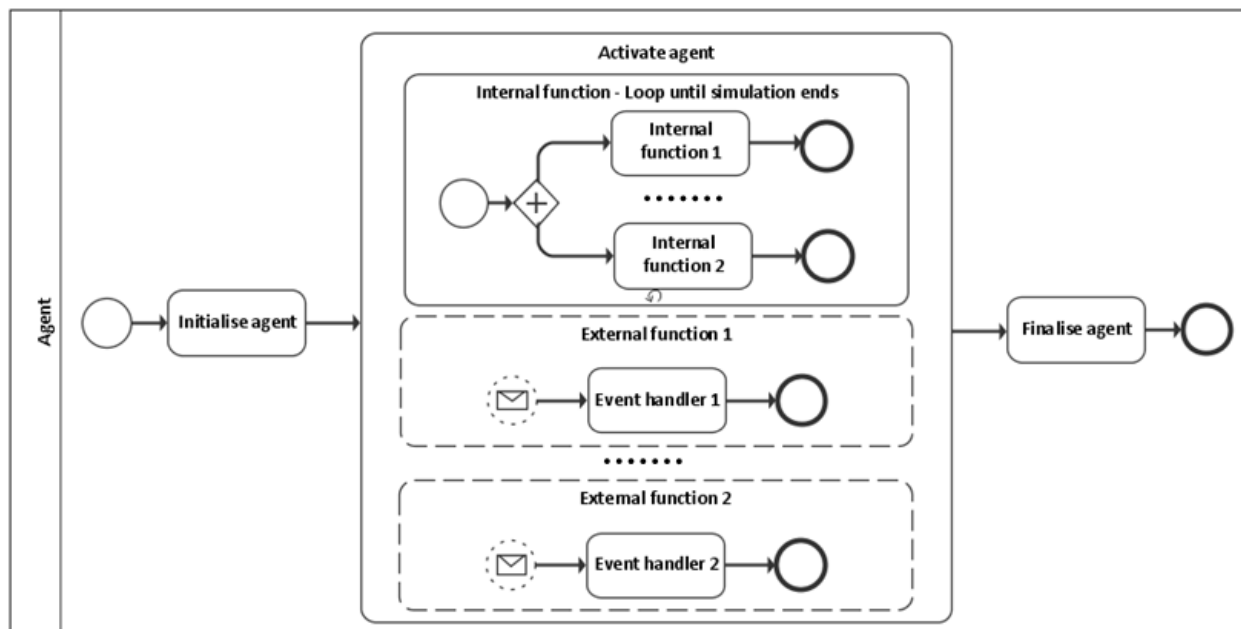 Agent
Initialise agent
Activate agent
Internal function - Loop until simulation ends
Internal
function 1
Internal
function 2
External function 1
Event handler 1
External function 2
Event handler 2
Finalise agent